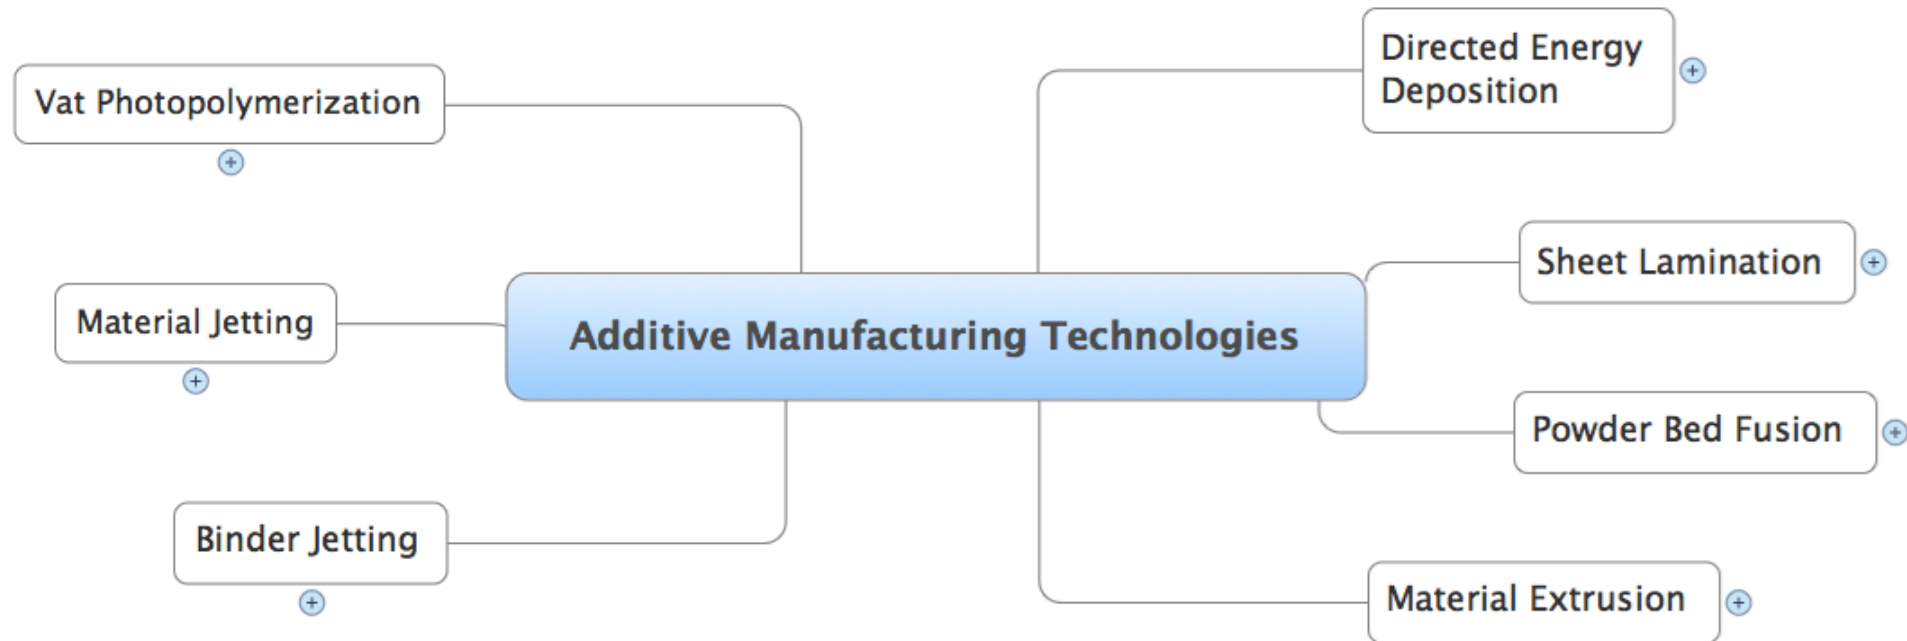 Directed Energy
Deposition
Vat Photopolymerization
Sheet Lamination
Material Jetting
Additive Manufacturing Technologies
Powder Bed Fusion
Binder Jetting
Material Extrusion